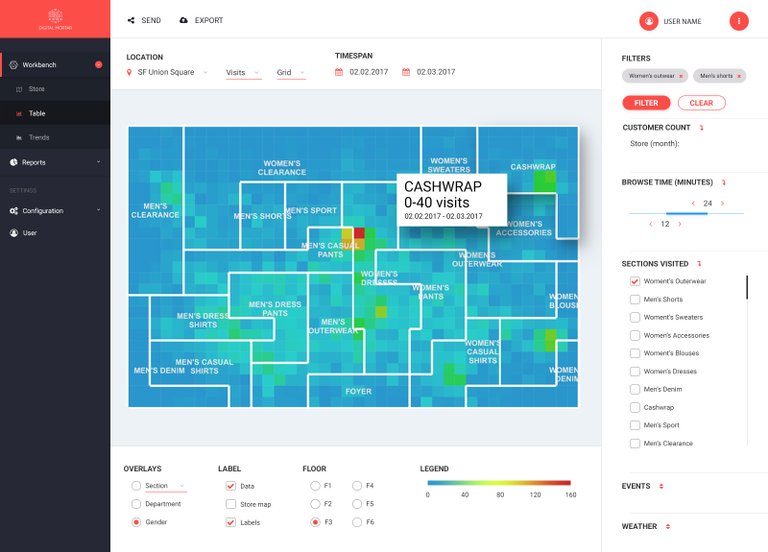 DIGITAL MORTAR
SEND
EXPORT
USER NAME
I
Workbench
Store
Table
Trends
Reports
SETTINGS
Configuration
User
LOCATION
SF Union Square
Visits
Grid
TIMESPAN
02.02.2017
02.03.2017
WOMEN'S
CLEARANCE
WOMEN'S
SWEATERS
CASHWRAP
MEN'S
CLEARANCE
MEN'S SHORTS
MEN'S SPORT
CASHWRAP
0-40 visits
02.02.2017 - 02.03.2017
WOMEN'S
ACCESSORIES
MEN'S CASUAL
PANTS
WOMEN'S
OUTERWEAR
WOMEN'S
DRESSES
WOMEN'S
PANTS
WOMEN
BLOUS
MEN'S DRESS
PANTS
MEN'S DRESS
SHIRTS
MEN'S
OUTERWEAR
WOMEN'S
CASUAL
SHIRTS
MEN'S DENIM
MEN'S CASUAL
SHIRTS
WOMEN
DENIM
FOYER
OVERLAYS
Section
Department
Gender
LABEL
Data
Store map
Labels
FLOOR
F1
F2
F3
F4
F5
F6
LEGEND
0 40 80 120 160
FILTERS
Women's outwear x
Men's shorts x
FILTER
CLEAR
CUSTOMER COUNT
Store (month):
BROWSE TIME (MINUTES)
< 24 >
< 12 >
SECTIONS VISITED
Woment's Outerwear
Men's Shorts
Women's Sweaters
Women's Accessories
Women's Blouses
Women's Dresses
Men's Denim
Cashwrap
Men's Sport
Men's Clearance
EVENTS
WEATHER